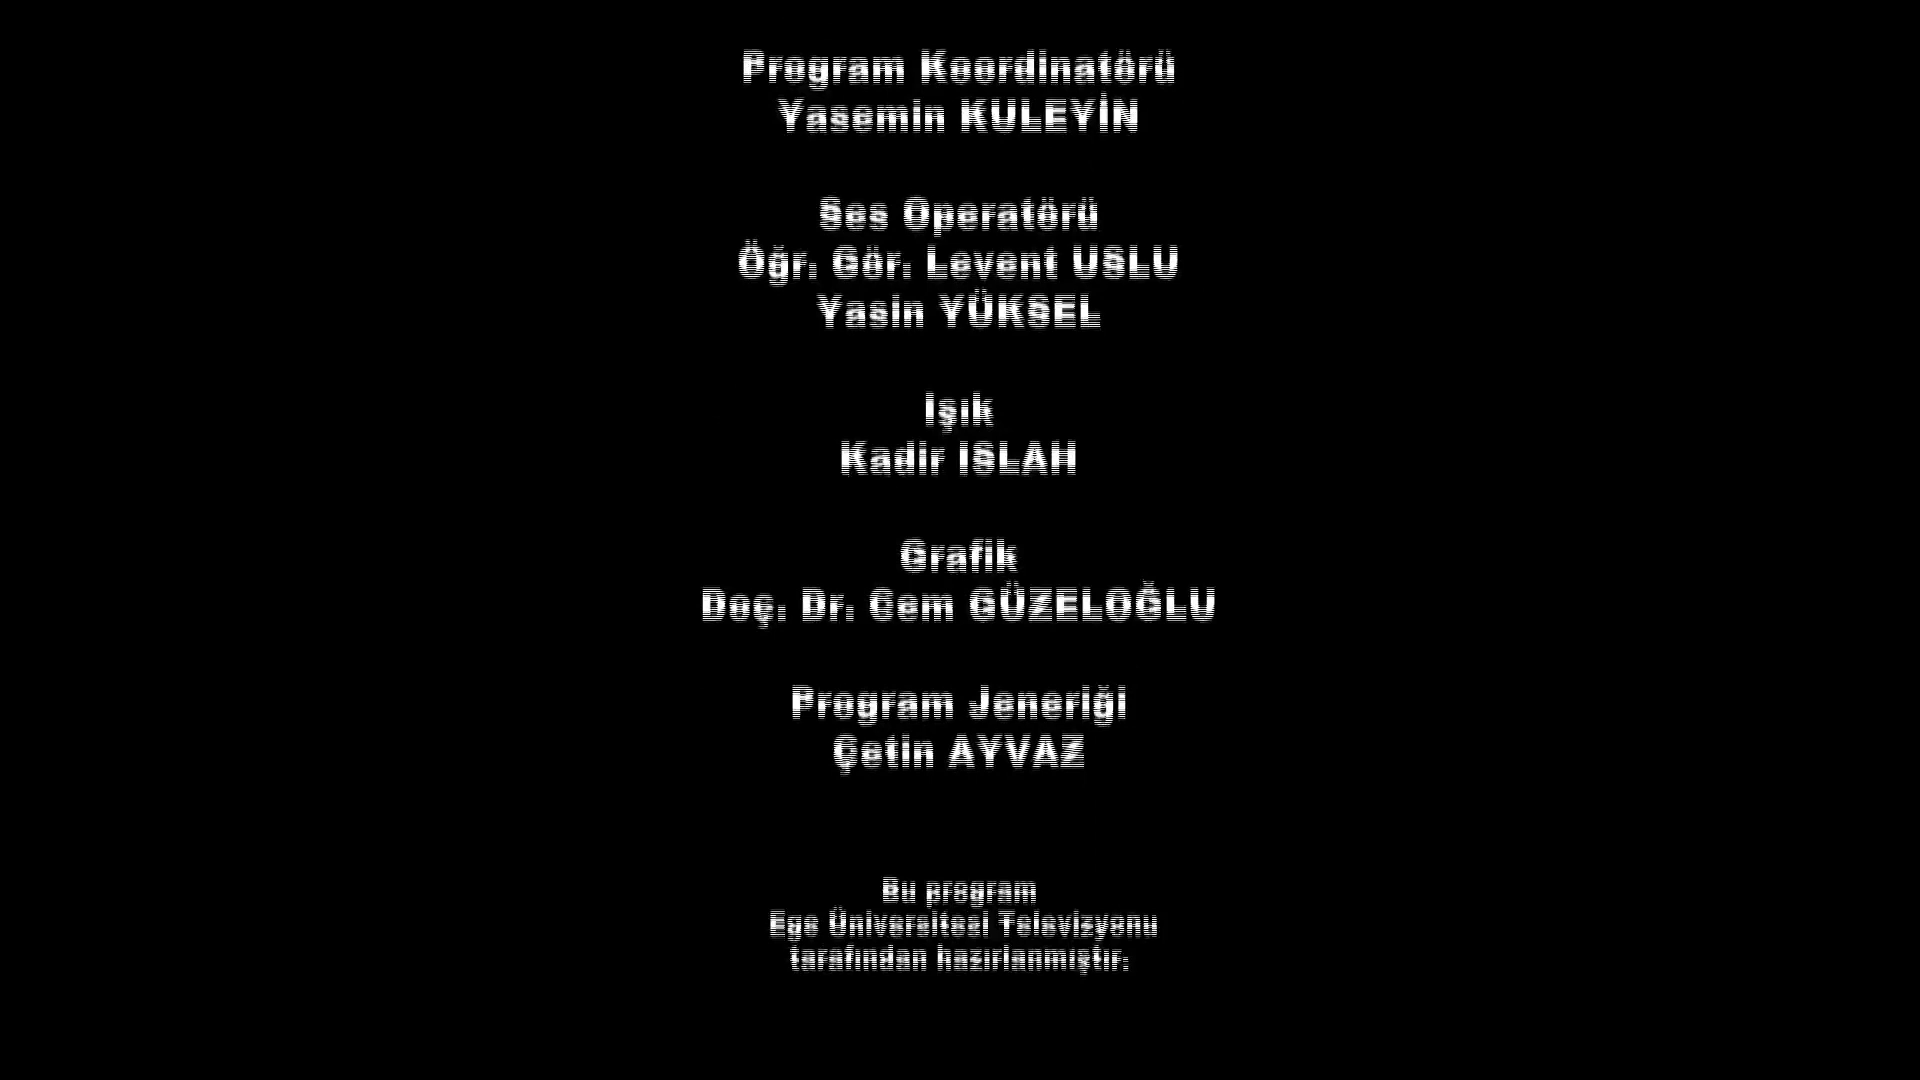 Program Koordinatörü
Yasemin KULEYİN
Ses Operatörü
Öğr. Gör. Levent USLU
Yasin YÜKSEL
Işık
Kadir ISLAH
Grafik
Doç. Dr. Cem GÜZELOĞLU
Program Jeneriği
Çetin AYVAZ
Bu program
Ege Üniversitesi Televizyonu
tarafından hazırlanmıştır.